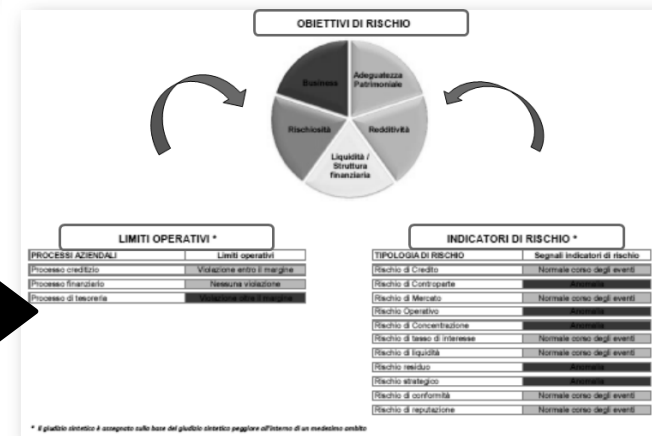 OBIETTIVI DI RISCHIO
Business
Adeguatezza
Patrimoniale
Rischiosità
Redditività
Liquidità /
Struttura
finanziaria
LIMITI OPERATIVI *
PROCESSI AZIENDALI Limiti operativi
Processo creditizio Violazione entro il margine
Processo finanziario Nessuna violazione
Processo di tesoreria Violazione oltre il margine
INDICATORI DI RISCHIO *
TIPOLOGIA DI RISCHIO Segnali indicatori di rischio
Rischio di Credito Normale corso degli eventi
Rischio di Controparte Anomalia
Rischio di Mercato Normale corso degli eventi
Rischio Operativo Anomalia
Rischio di Concentrazione Anomalia
Rischio di tasso di interesse Normale corso degli eventi
Rischio di liquidità Normale corso degli eventi
Rischio residuo Anomalia
Rischio strategico Anomalia
Rischio di conformità Normale corso degli eventi
Rischio di reputazione Normale corso degli eventi
* Il giudizio sintetico è assegnato sulla base del giudizio sintetico peggiore all'interno di un medesimo ambito